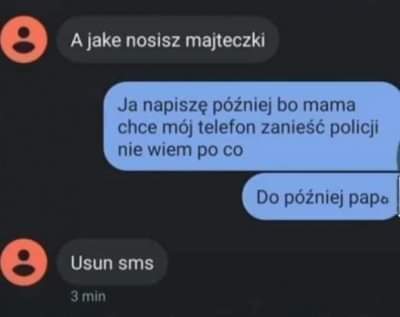 A jake nosisz majteczki
Ja napiszę później bo mama
chce mój telefon zanieść policji
nie wiem po co
Do później papa
Usun sms
3 min